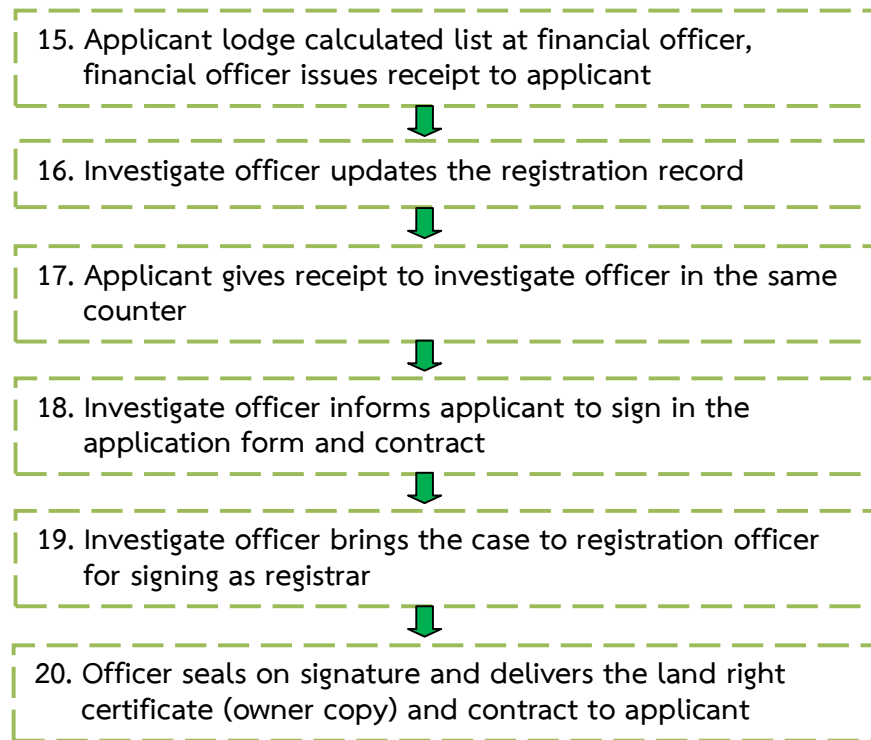 15. Applicant lodge calculated list at financial officer,
financial officer issues receipt to applicant
16. Investigate officer updates the registration record
17. Applicant gives receipt to investigate officer in the same
counter
18. Investigate officer informs applicant to sign in the
application form and contract
19. Investigate officer brings the case to registration officer
for signing as registrar
20. Officer seals on signature and delivers the land right
certificate (owner copy) and contract to applicant